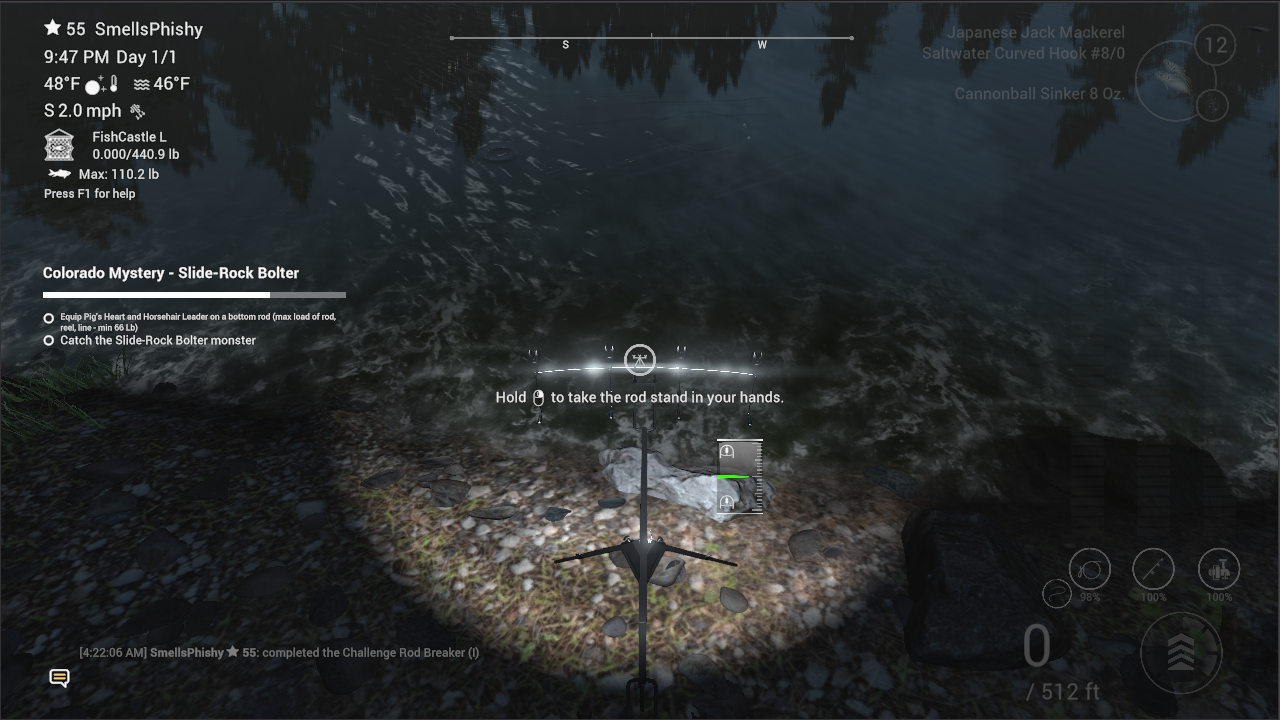 55 SmellsPhishy
9:47 PM Day 1/1
48°F 46°F
S 2.0 mph
FishCastle L
0.000/440.9 lb
Max: 110.2 lb
Press F1 for help
S W
Japanese Jack Mackerel
Saltwater Curved Hook #8/0
12
Cannonball Sinker 8 Oz.
Colorado Mystery - Slide-Rock Bolter
Equip Pig's Heart and Horsehair Leader on a bottom rod (max load of rod,
reel, line - min 66 Lb)
Catch the Slide-Rock Bolter monster
Hold to take the rod stand in your hands.
98% 100% 100%
0
/ 512 ft
[4:22:06 AM] SmellsPhishy 55: completed the Challenge Rod Breaker (I)